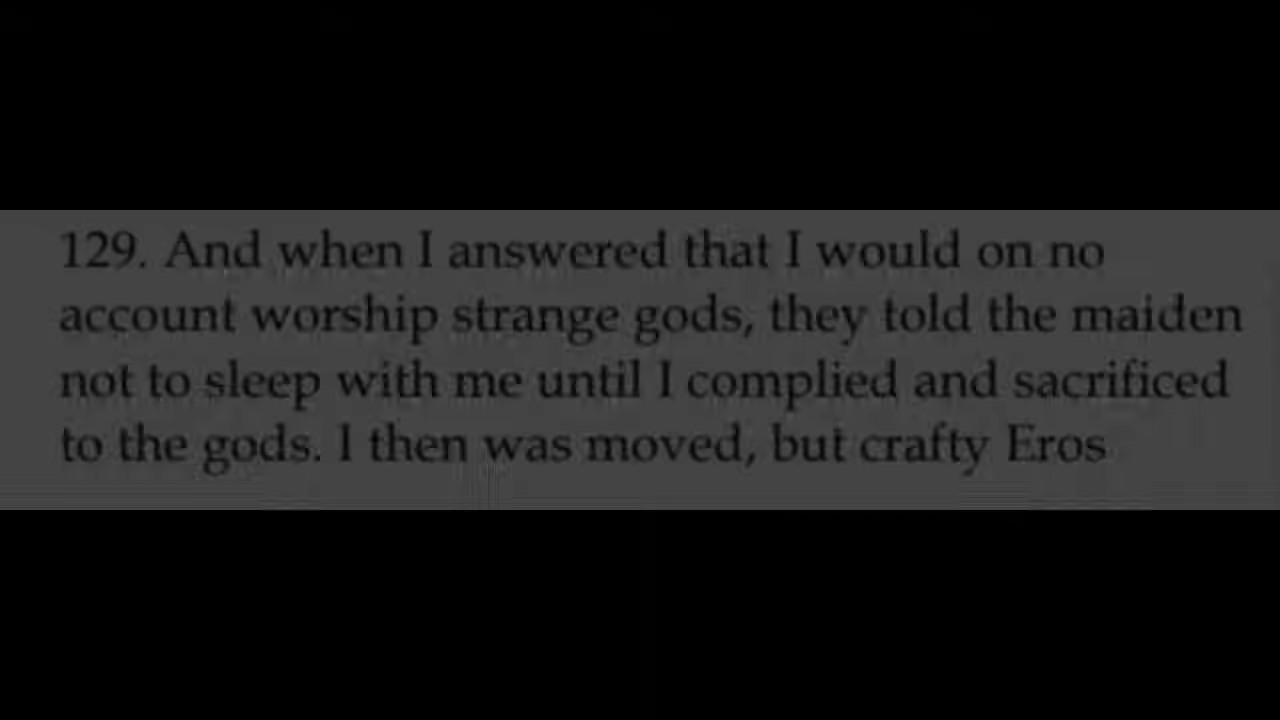 129. And when I answered that I would on no
account worship strange gods, they told the maiden
not to sleep with me until I complied and sacrificed
to the gods. I then was moved, but crafty Eros